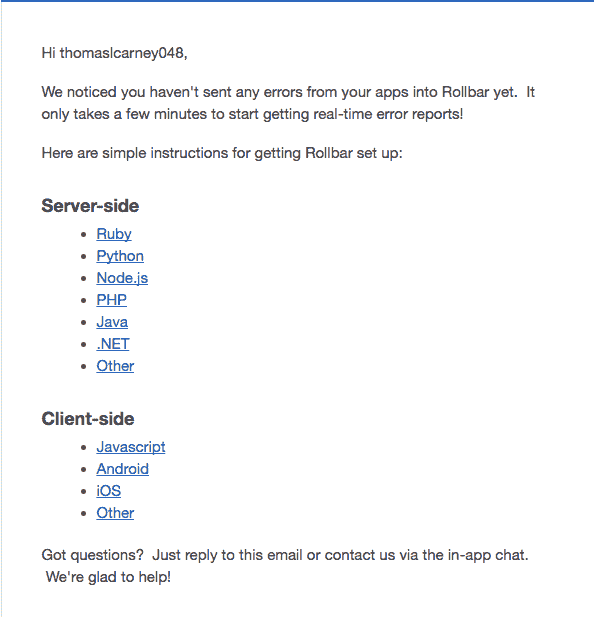 Hi thomaslcarney048,
We noticed you haven't sent any errors from your apps into Rollbar yet.  It
only takes a few minutes to start getting real-time error reports!
Here are simple instructions for getting Rollbar set up:
Server-side
• Ruby
• Python
• Node.js
• PHP
• Java
• .NET
• Other
Client-side
• Javascript
• Android
• iOS
• Other
Got questions?  Just reply to this email or contact us via the in-app chat.
We're glad to help!